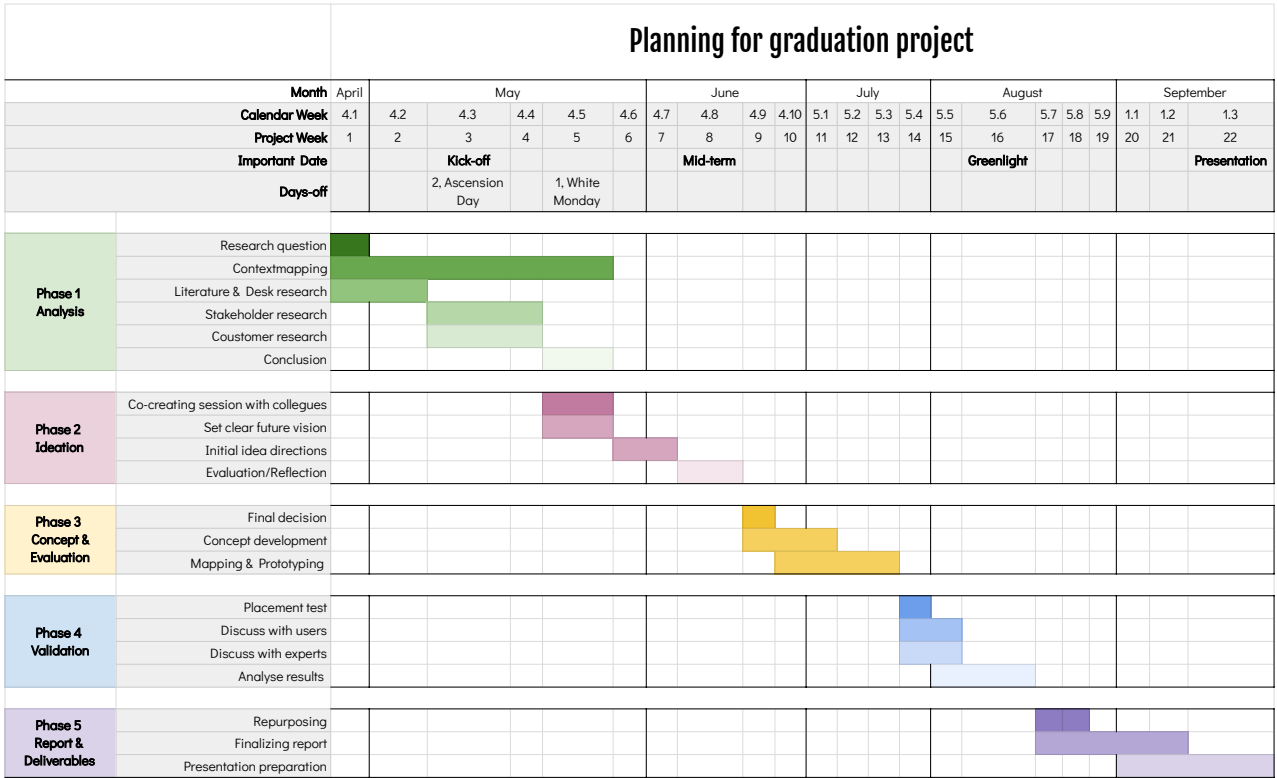 Planning for graduation project
Month April May June July August September
Calendar Week 4.1 4.2 4.3 4.4 4.5 4.6 4.7 4.8 4.9 4.10 5.1 5.2 5.3 5.4 5.5 5.6 5.7 5.8 5.9 1.1 1.2 1.3
Project Week 1 2 3 4 5 6 7 8 9 10 11 12 13 14 15 16 17 18 19 20 21 22
Important Date Kick-off Mid-term Greenlight Presentation
Days-off 2, Ascension Day 1, White Monday
Phase 1
Analysis
Research question
Contextmapping
Literature & Desk research
Stakeholder research
Coustomer research
Conclusion
Phase 2
Ideation
Co-creating session with collegues
Set clear future vision
Initial idea directions
Evaluation/Reflection
Phase 3
Concept &
Evaluation
Final decision
Concept development
Mapping & Prototyping
Phase 4
Validation
Placement test
Discuss with users
Discuss with experts
Analyse results
Phase 5
Report &
Deliverables
Repurposing
Finalizing report
Presentation preparation